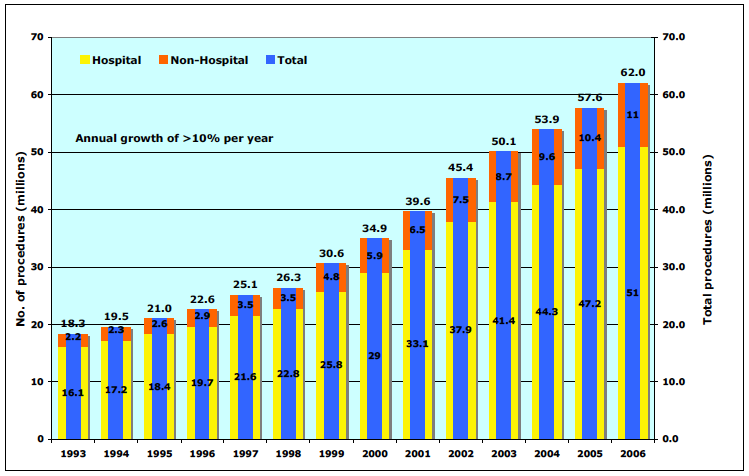 70
60
50
40
30
20
10
0
No. of procedures (millions)
Hospital Non-Hospital Total
Annual growth of >10% per year
18.3 19.5 21.0 22.6 25.1 26.3 30.6 34.9 39.6 45.4 50.1 53.9 57.6 62.0
2.2 2.3 2.6 2.9 3.5 3.5 4.8 5.9 6.5 7.5 8.7 9.6 10.4 11
16.1 17.2 18.4 19.7 21.6 22.8 25.8 29 33.1 37.9 41.4 44.3 47.2 51
1993 1994 1995 1996 1997 1998 1999 2000 2001 2002 2003 2004 2005 2006
70.0
60.0
50.0
40.0
30.0
20.0
10.0
0.0
Total procedures (millions)